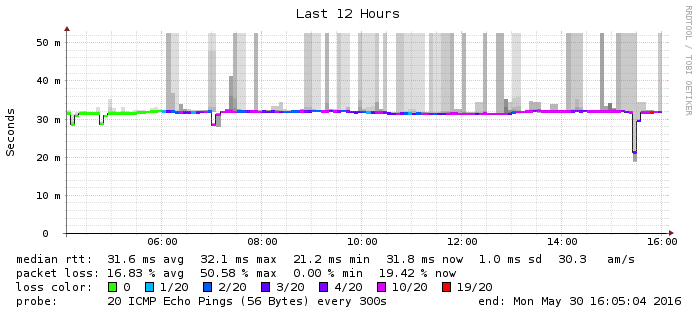 Last 12 Hours
RRDTOOL / TOBI OETIKER
Seconds
50 m
40 m
30 m
20 m
10 m
0
06:00 08:00 10:00 12:00 14:00 16:00
median rtt: 31.6 ms avg 32.1 ms max 21.2 ms min 31.8 ms now 1.0 ms sd 30.3 am/s
packet loss: 16.83 % avg 50.58 % max 0.00 % min 19.42 % now
loss color: 0 1/20 2/20 3/20 4/20 10/20 19/20
probe: 20 ICMP Echo Pings (56 Bytes) every 300s end: Mon May 30 16:05:04 2016